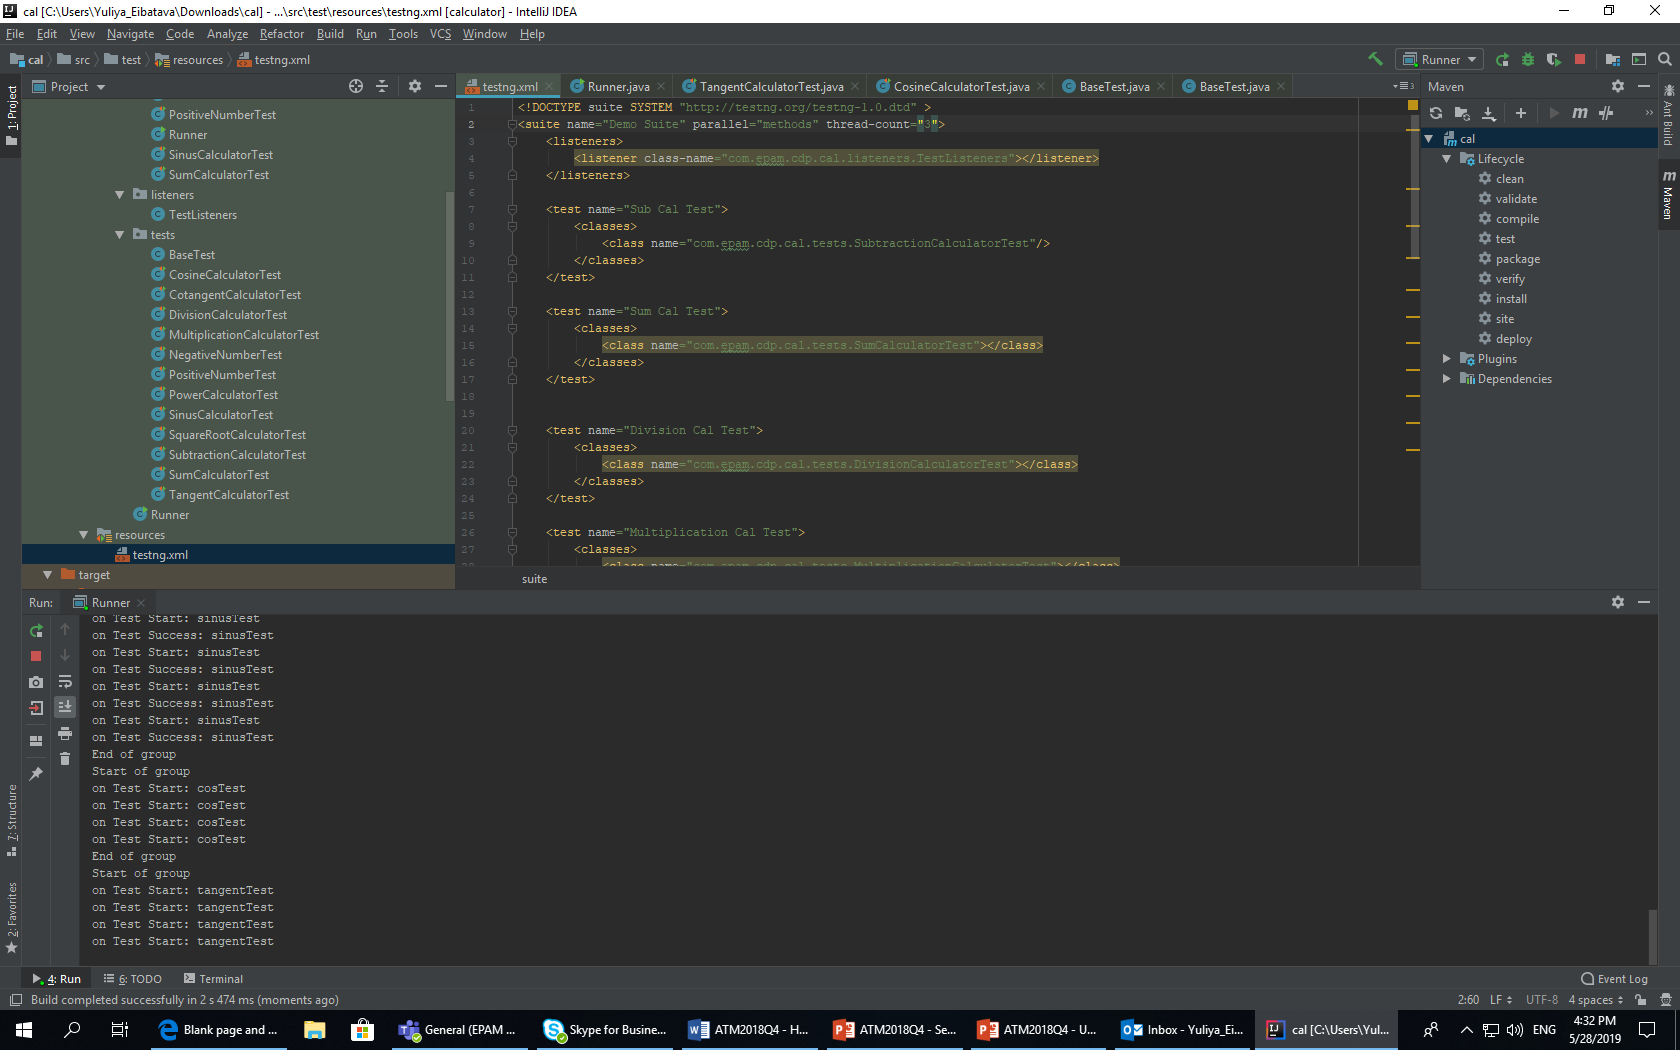 cal [C:\Users\Yuliya_Eibatava\Downloads\cal] - ...\src\test\resources\testng.xml [calculator] - IntelliJ IDEA
File Edit View Navigate Code Analyze Refactor Build Run Tools VCS Window Help
cal src test resources testng.xml
Runner
Project
testng.xml Runner.java TangentCalculatorTest.java CosineCalculatorTest.java BaseTest.java BaseTest.java
1: Project
PositiveNumberTest
Runner
SinusCalculatorTest
SumCalculatorTest
listeners
TestListeners
tests
BaseTest
CosineCalculatorTest
CotangentCalculatorTest
DivisionCalculatorTest
MultiplicationCalculatorTest
NegativeNumberTest
PositiveNumberTest
PowerCalculatorTest
SinusCalculatorTest
SquareRootCalculatorTest
SubtractionCalculatorTest
SumCalculatorTest
TangentCalculatorTest
Runner
resources
testng.xml
target
1 <!DOCTYPE suite SYSTEM "http://testng.org/testng-1.0.dtd" >
2 <suite name="Demo Suite" parallel="methods" thread-count="3">
3 <listeners>
4 <listener class-name="com.epam.cdp.cal.listeners.TestListeners"></listener>
5 </listeners>
6
7 <test name="Sub Cal Test">
8 <classes>
9 <class name="com.epam.cdp.cal.tests.SubtractionCalculatorTest"/>
10 </classes>
11 </test>
12
13 <test name="Sum Cal Test">
14 <classes>
15 <class name="com.epam.cdp.cal.tests.SumCalculatorTest"></class>
16 </classes>
17 </test>
18
19
20 <test name="Division Cal Test">
21 <classes>
22 <class name="com.epam.cdp.cal.tests.DivisionCalculatorTest"></class>
23 </classes>
24 </test>
25
26 <test name="Multiplication Cal Test">
27 <classes>
28 <class name="com.epam.cdp.cal.tests.MultiplicationCalculatorTest"></class>
suite
Maven
cal
Lifecycle
clean
validate
compile
test
package
verify
install
site
deploy
Plugins
Dependencies
Ant Build
Maven
Run: Runner
on Test Start: sinusTest
on Test Success: sinusTest
on Test Start: sinusTest
on Test Success: sinusTest
on Test Start: sinusTest
on Test Success: sinusTest
on Test Start: sinusTest
on Test Success: sinusTest
End of group
Start of group
on Test Start: cosTest
on Test Start: cosTest
on Test Start: cosTest
on Test Start: cosTest
End of group
Start of group
on Test Start: tangentTest
on Test Start: tangentTest
on Test Start: tangentTest
on Test Start: tangentTest
7: Structure
2: Favorites
4: Run 6: TODO Terminal Event Log
Build completed successfully in 2 s 474 ms (moments ago) 2:60 LF UTF-8 4 spaces
Blank page and ... General (EPAM ... Skype for Busine... ATM2018Q4 - H... ATM2018Q4 - Se... ATM2018Q4 - U... Inbox - Yuliya_Ei... cal [C:\Users\Yul... ENG 4:32 PM
5/28/2019